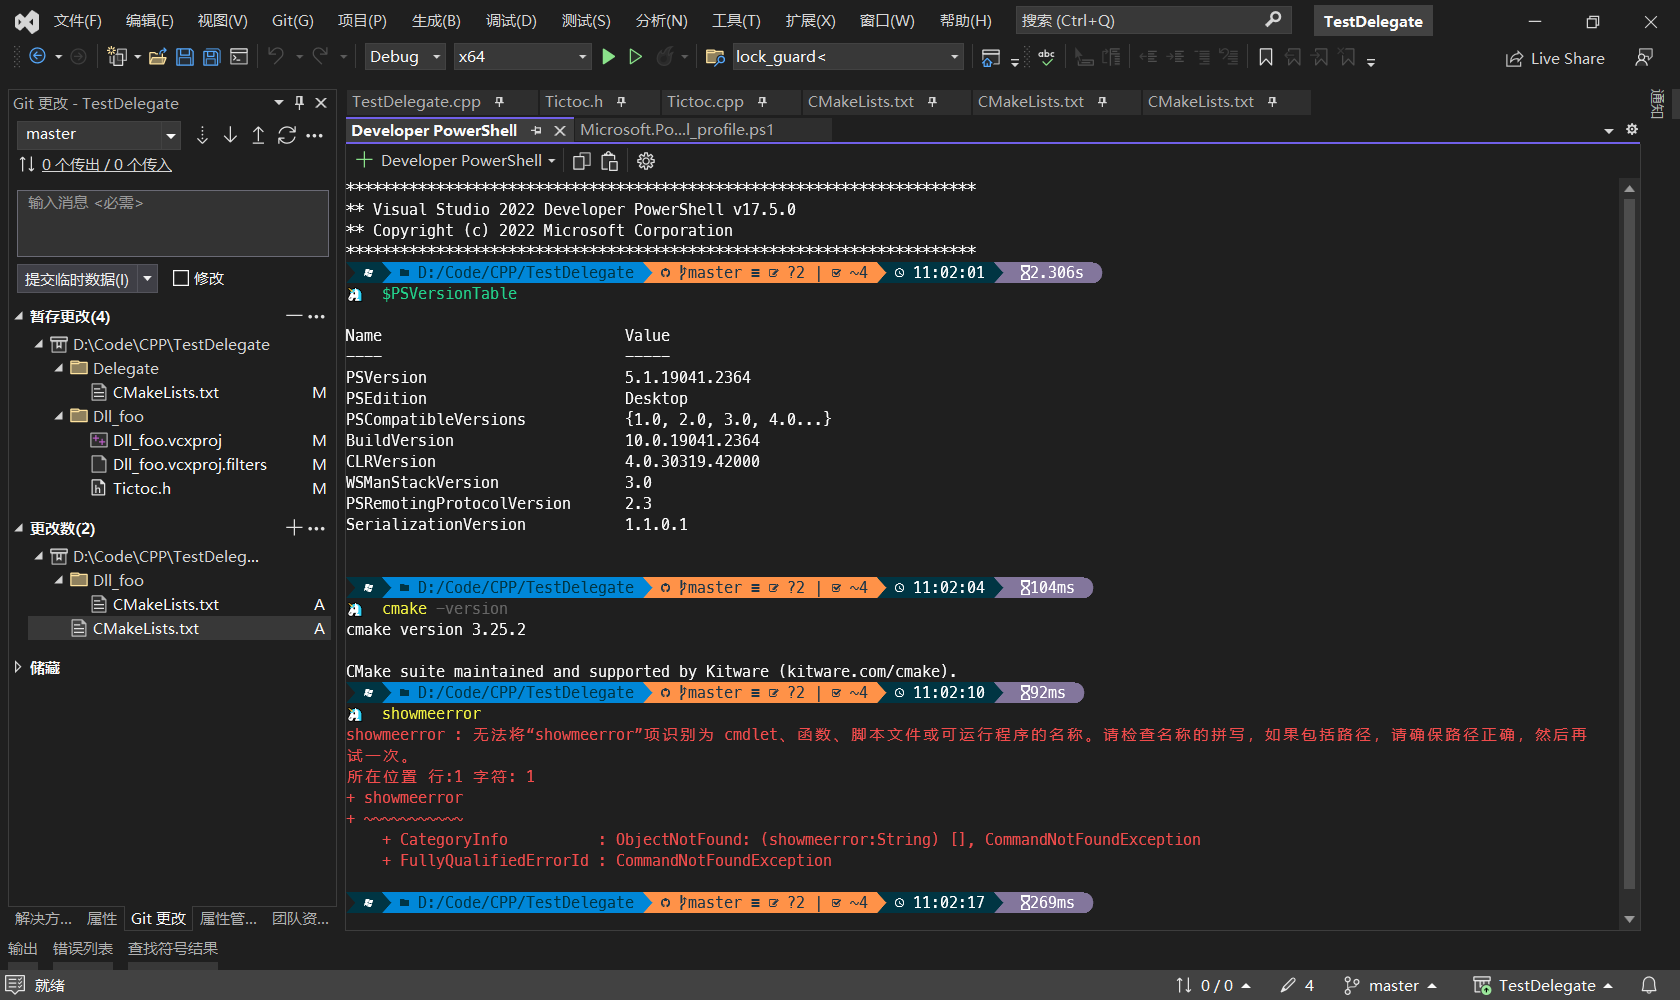 文件(F) 编辑(E) 视图(V) Git(G) 项目(P) 生成(B) 调试(D) 测试(S) 分析(N) 工具(T) 扩展(X) 窗口(W) 帮助(H) 搜索 (Ctrl+Q) TestDelegate
Debug x64 lock_guard< abc Live Share
Git 更改 - TestDelegate
master
0 个传出 / 0 个传入
输入消息 <必需>
提交临时数据(I) 修改
暂存更改(4)
D:\Code\CPP\TestDelegate
Delegate
CMakeLists.txt M
Dll_foo
Dll_foo.vcxproj M
Dll_foo.vcxproj.filters M
Tictoc.h M
更改数(2)
D:\Code\CPP\TestDeleg...
Dll_foo
CMakeLists.txt A
CMakeLists.txt A
储藏
解决方... 属性 Git 更改 属性管... 团队资...
TestDelegate.cpp Tictoc.h Tictoc.cpp CMakeLists.txt CMakeLists.txt CMakeLists.txt
Developer PowerShell Microsoft.Po...l_profile.ps1
Developer PowerShell
**********************************************************************
** Visual Studio 2022 Developer PowerShell v17.5.0
** Copyright (c) 2022 Microsoft Corporation
**********************************************************************
D:/Code/CPP/TestDelegate master ≡ ?2 | ~4 11:02:01 2.306s
$PSVersionTable
Name Value
---- -----
PSVersion 5.1.19041.2364
PSEdition Desktop
PSCompatibleVersions {1.0, 2.0, 3.0, 4.0...}
BuildVersion 10.0.19041.2364
CLRVersion 4.0.30319.42000
WSManStackVersion 3.0
PSRemotingProtocolVersion 2.3
SerializationVersion 1.1.0.1
D:/Code/CPP/TestDelegate master ≡ ?2 | ~4 11:02:04 104ms
cmake -version
cmake version 3.25.2
CMake suite maintained and supported by Kitware (kitware.com/cmake).
D:/Code/CPP/TestDelegate master ≡ ?2 | ~4 11:02:10 92ms
showmeerror
showmeerror : 无法将“showmeerror”项识别为 cmdlet、函数、脚本文件或可运行程序的名称。请检查名称的拼写，如果包括路径，请确保路径正确，然后再
试一次。
所在位置 行:1 字符: 1
+ showmeerror
+ ~~~~~~~~~~~
+ CategoryInfo : ObjectNotFound: (showmeerror:String) [], CommandNotFoundException
+ FullyQualifiedErrorId : CommandNotFoundException
D:/Code/CPP/TestDelegate master ≡ ?2 | ~4 11:02:17 269ms
通知
输出 错误列表 查找符号结果
就绪 0 / 0 4 master TestDelegate